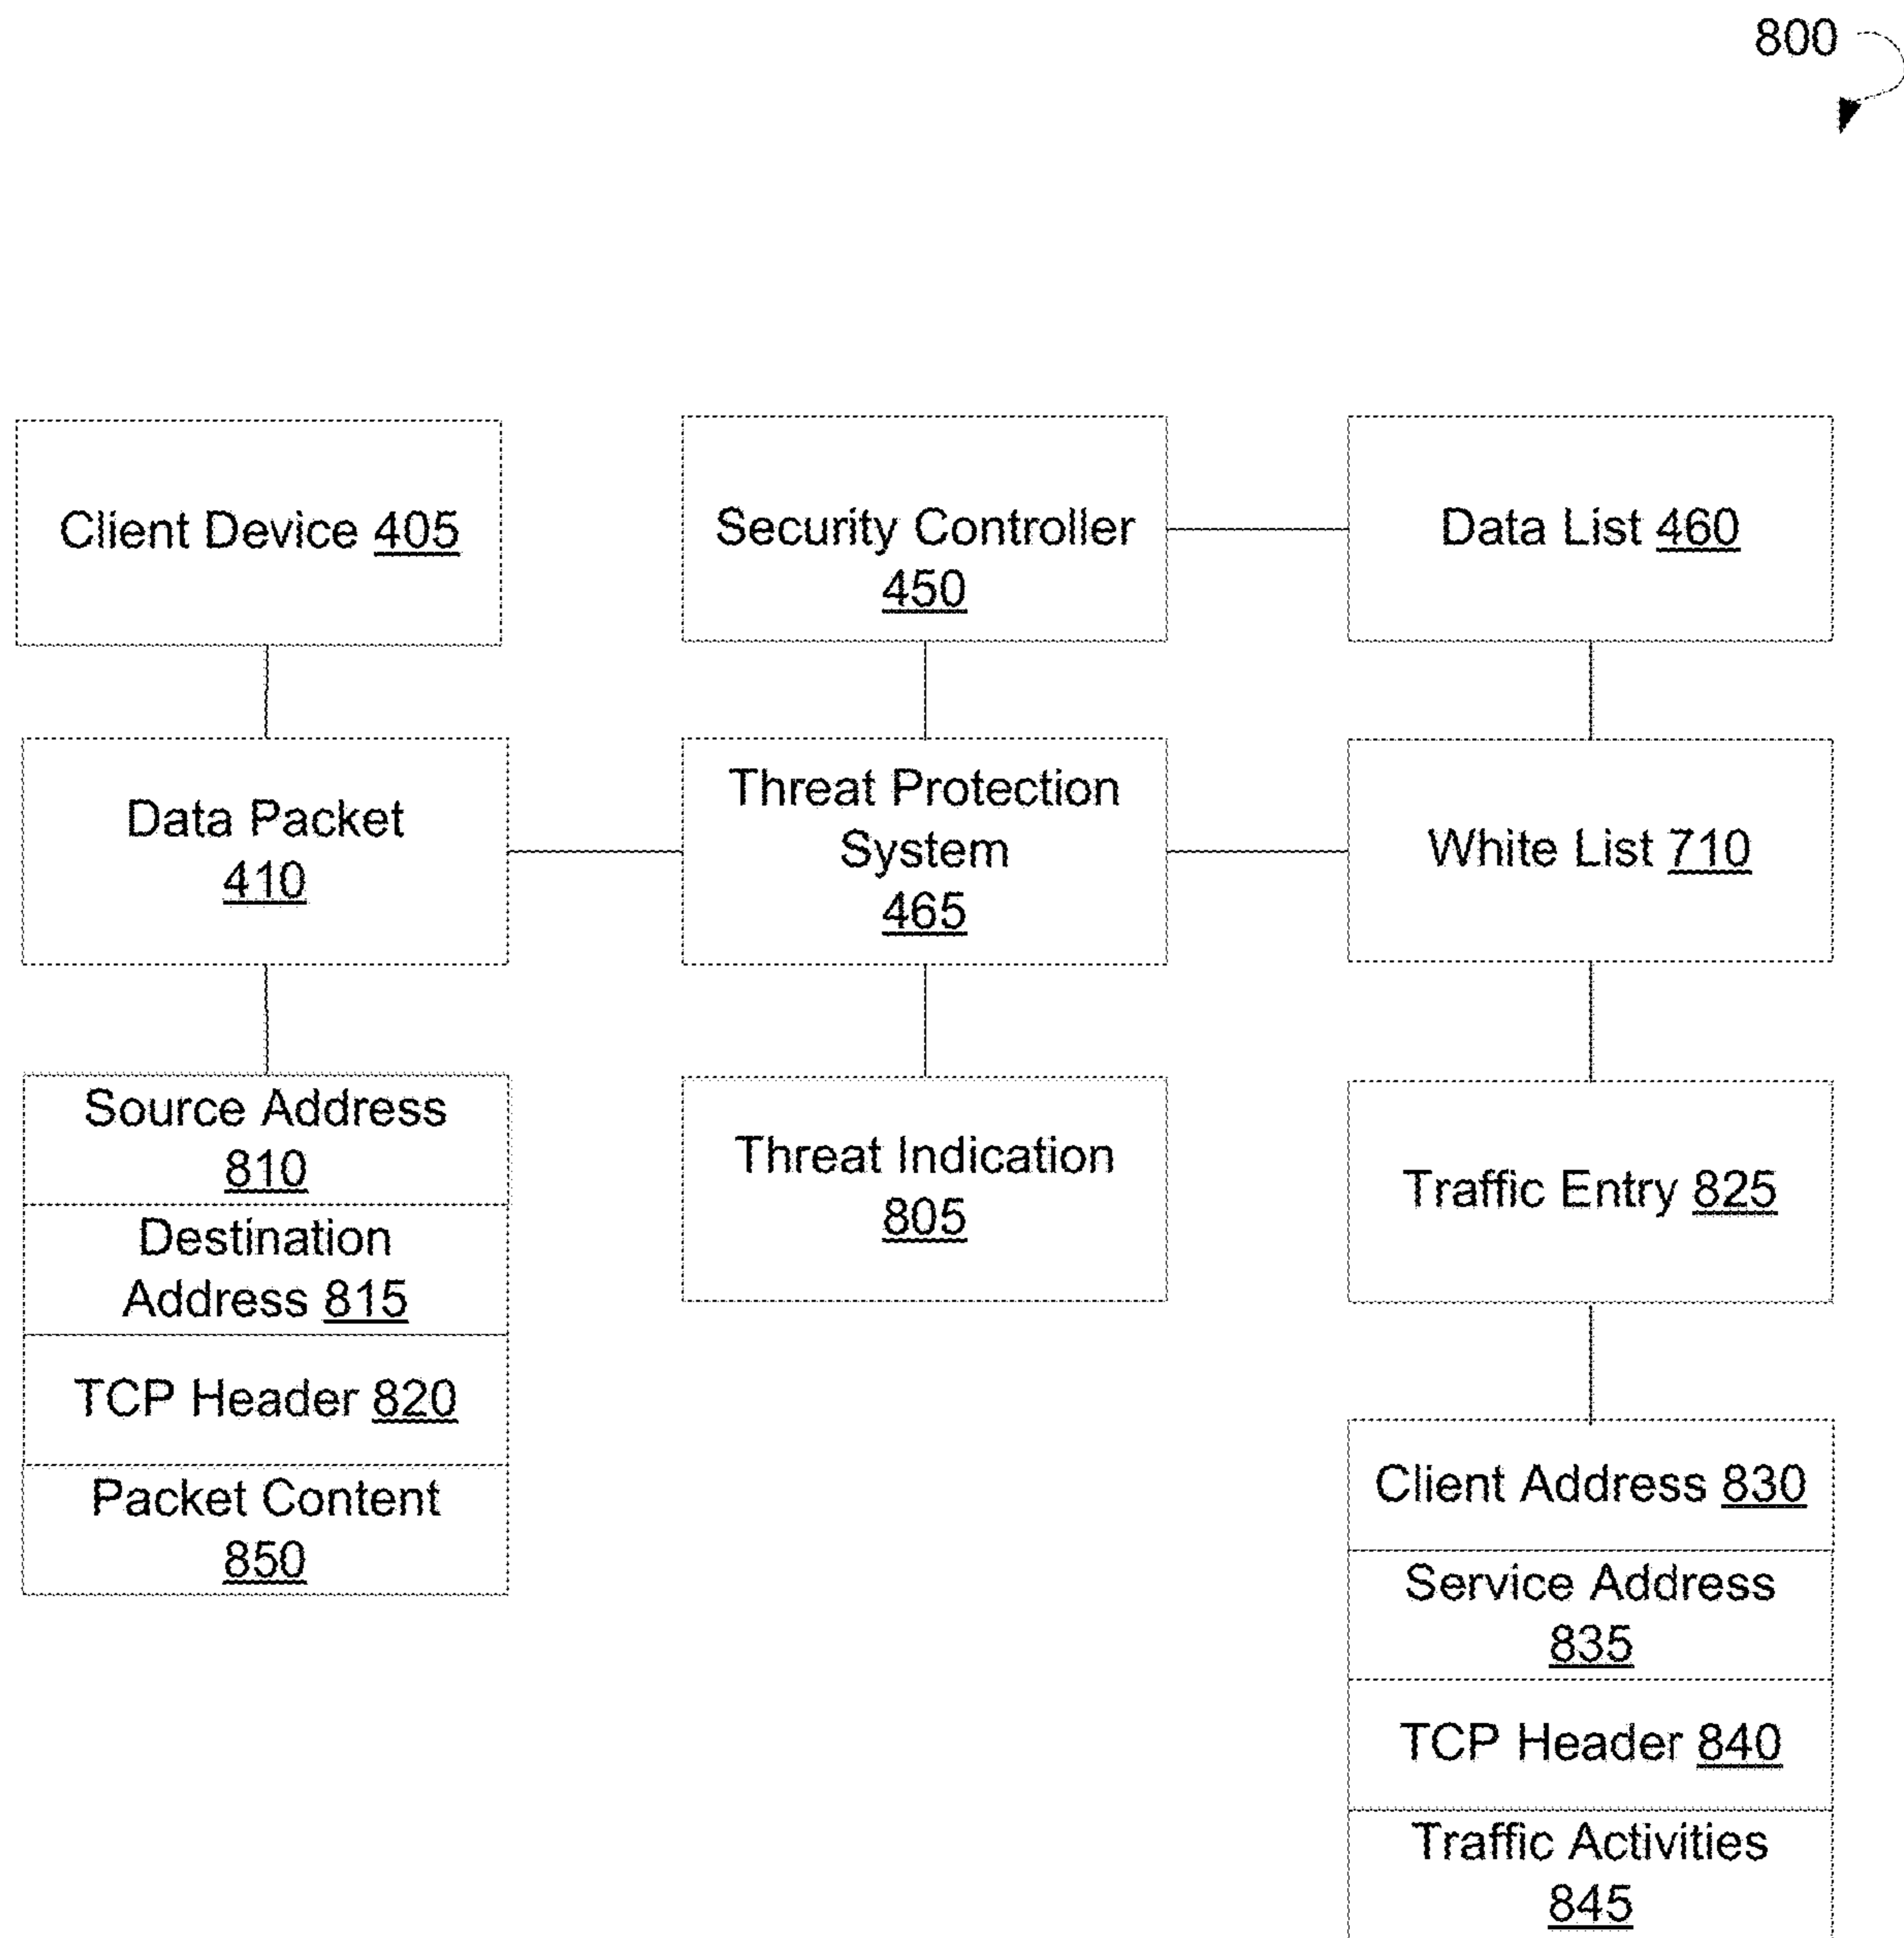 800
Client Device 405
Security Controller
450
Data List 460
Data Packet
410
Threat Protection
System
465
White List 710
Source Address
810
Destination
Address 815
TCP Header 820
Packet Content
850
Threat Indication
805
Traffic Entry 825
Client Address 830
Service Address
835
TCP Header 840
Traffic Activities
845